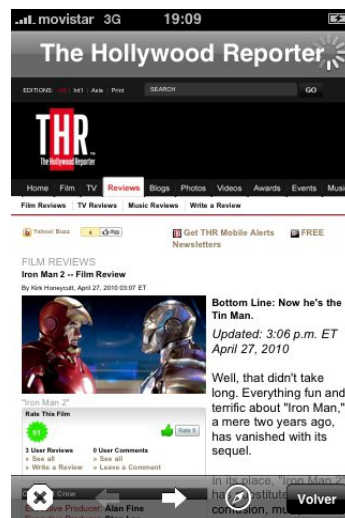 movistar 3G 19:09
The Hollywood Reporter
EDITIONS: US | Int'l | Asia | Print SEARCH GO
THR
The Hollywood Reporter
Home Film TV Reviews Blogs Photos Videos Awards Events Music
Film Reviews TV Reviews Music Reviews Write a Review
Yahoo! Buzz 4 digg Get THR Mobile Alerts FREE
Newsletters
FILM REVIEWS
Iron Man 2 -- Film Review
By Kirk Honeycutt, April 27, 2010 03:07 ET
Bottom Line: Now he's the
Tin Man.
Updated: 3:06 p.m. ET
April 27, 2010
Well, that didn't take
long. Everything fun and
terrific about "Iron Man,"
a mere two years ago,
has vanished with its
sequel.
In its place, "Iron Man 2"
"Iron Man 2"
Rate This Film
Rate It
3 User Reviews 0 User Comments
» See all » See all
» Write a Review » Leave a Comment
Crew
Executive Producer: Alan Fine
Volver